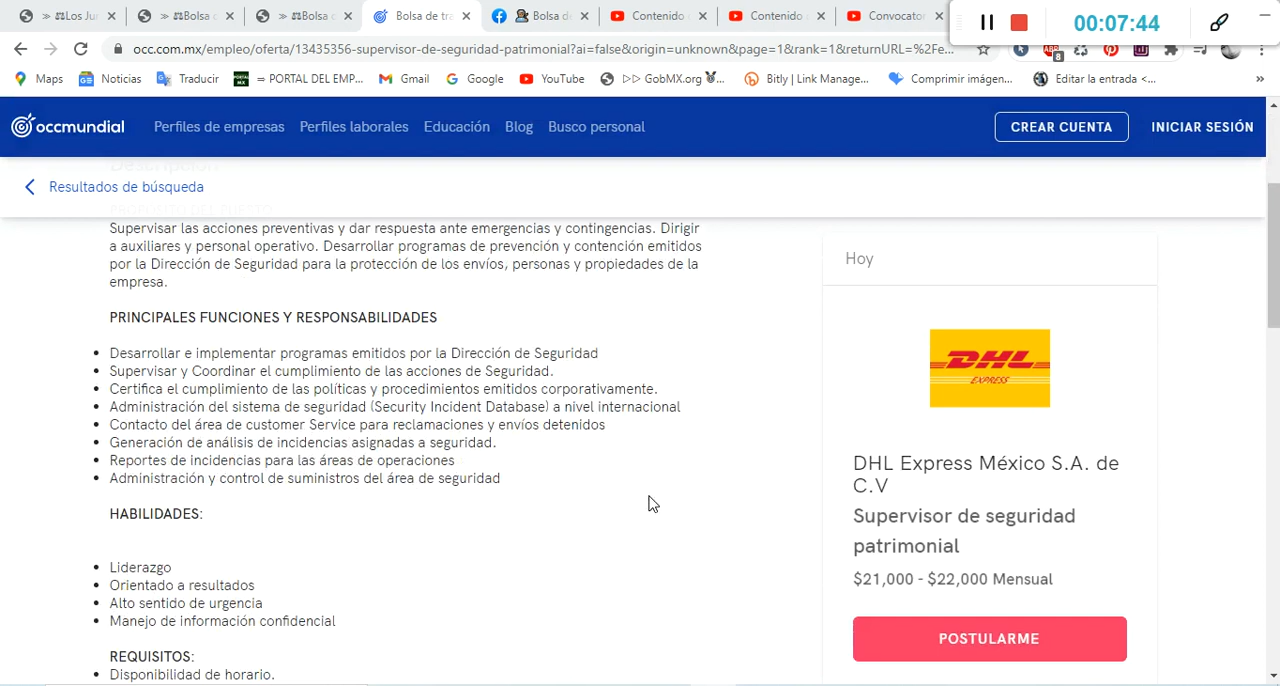 » ⚖Los Ju
» ⚖Bolsa d
» ⚖Bolsa d
Bolsa de tra
Bolsa de
Contenido
Contenido
Convocator
00:07:44
occ.com.mx/empleo/oferta/13435356-supervisor-de-seguridad-patrimonial?ai=false&origin=unknown&page=1&rank=1&returnURL=%2Fe...
8
Maps
Noticias
Traducir
= PORTAL DEL EMP...
Gmail
Google
YouTube
▷▷ GobMX.org
Bitly | Link Manage...
Comprimir imágen...
Editar la entrada <...
»
occmundial
Perfiles de empresas
Perfiles laborales
Educación
Blog
Busco personal
CREAR CUENTA
INICIAR SESIÓN
Descripción
Resultados de búsqueda
PROPÓSITO DEL PUESTO
Supervisar las acciones preventivas y dar respuesta ante emergencias y contingencias. Dirigir
a auxiliares y personal operativo. Desarrollar programas de prevención y contención emitidos
por la Dirección de Seguridad para la protección de los envíos, personas y propiedades de la
empresa.
PRINCIPALES FUNCIONES Y RESPONSABILIDADES
• Desarrollar e implementar programas emitidos por la Dirección de Seguridad
• Supervisar y Coordinar el cumplimiento de las acciones de Seguridad.
• Certifica el cumplimiento de las políticas y procedimientos emitidos corporativamente.
• Administración del sistema de seguridad (Security Incident Database) a nivel internacional
• Contacto del área de customer Service para reclamaciones y envíos detenidos
• Generación de análisis de incidencias asignadas a seguridad.
• Reportes de incidencias para las áreas de operaciones
• Administración y control de suministros del área de seguridad
HABILIDADES:
• Liderazgo
• Orientado a resultados
• Alto sentido de urgencia
• Manejo de información confidencial
REQUISITOS:
• Disponibilidad de horario.
Hoy
DHL
EXPRESS
DHL Express México S.A. de
C.V
Supervisor de seguridad
patrimonial
$21,000 - $22,000 Mensual
POSTULARME